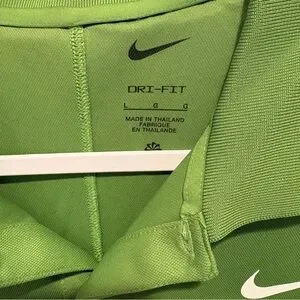 DRI-FIT
L G G
MADE IN THAILAND
FABRIQUÉ
EN THAÏLANDE